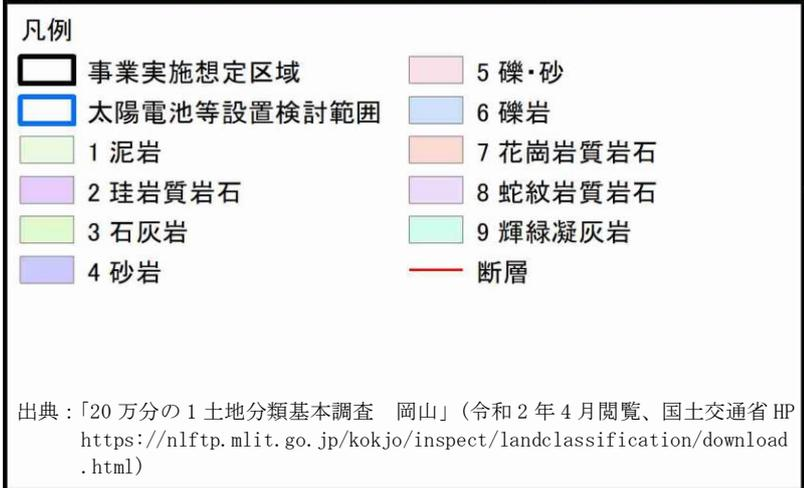 凡例
事業実施想定区域
太陽電池等設置検討範囲
1 泥岩
2 珪岩質岩石
3 石灰岩
4 砂岩
5 礫・砂
6 礫岩
7 花崗岩質岩石
8 蛇紋岩質岩石
9 輝緑凝灰岩
断層
出典：「20 万分の 1 土地分類基本調査　岡山」（令和 2 年 4 月閲覧、国土交通省 HP
https://nlftp.mlit.go.jp/kokjo/inspect/landclassification/download
.html）